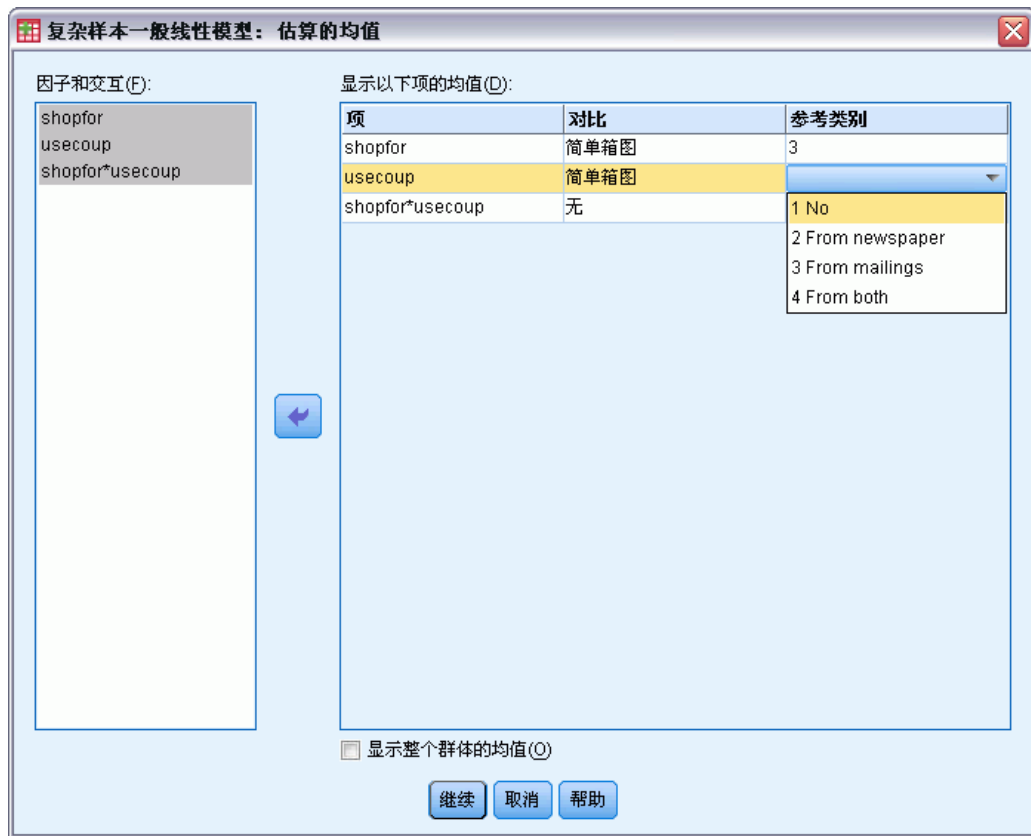 复杂样本一般线性模型： 估算的均值
因子和交互(F):
shopfor
usecoup
shopfor*usecoup
显示以下项的均值(D):
项 对比 参考类别
shopfor 简单箱图 3
usecoup 简单箱图
shopfor*usecoup 无
1 No
2 From newspaper
3 From mailings
4 From both
显示整个群体的均值(O)
继续 取消 帮助